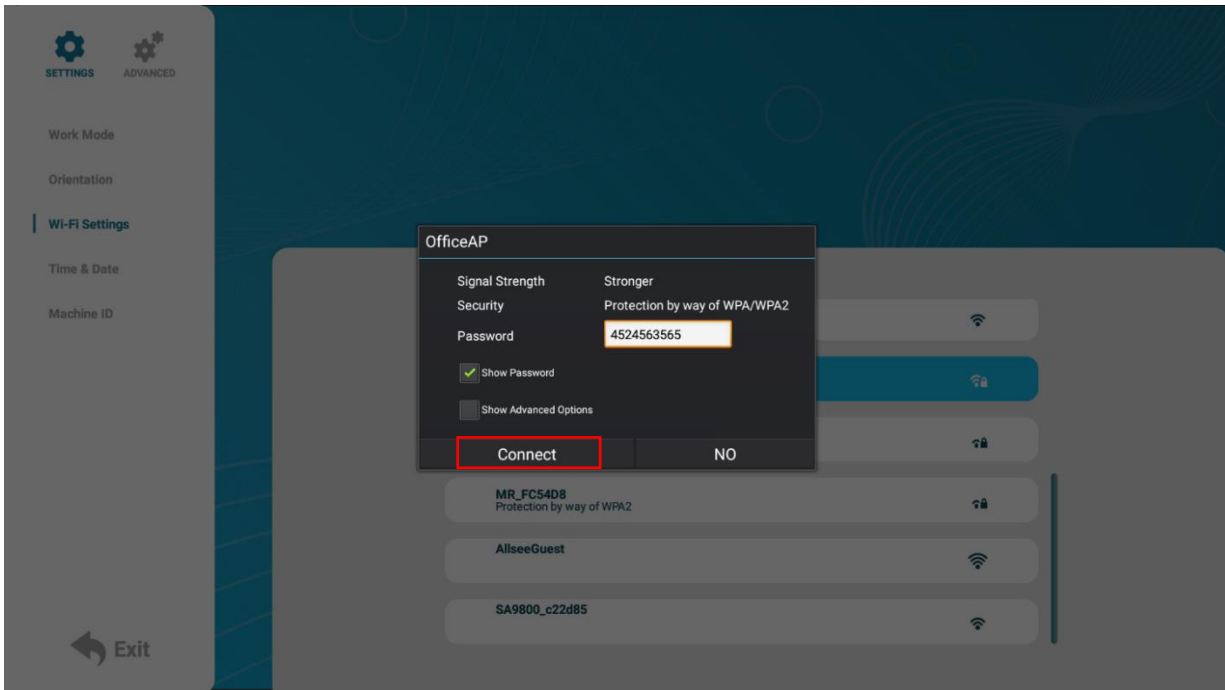 SETTINGS
ADVANCED
Work Mode
Orientation
Wi-Fi Settings
Time & Date
Machine ID
Exit
OfficeAP
Signal Strength Stronger
Security Protection by way of WPA/WPA2
Password 4524563565
Show Password
Show Advanced Options
Connect NO
MR_FC54D8
Protection by way of WPA2
AllseeGuest
SA9800_c22d85